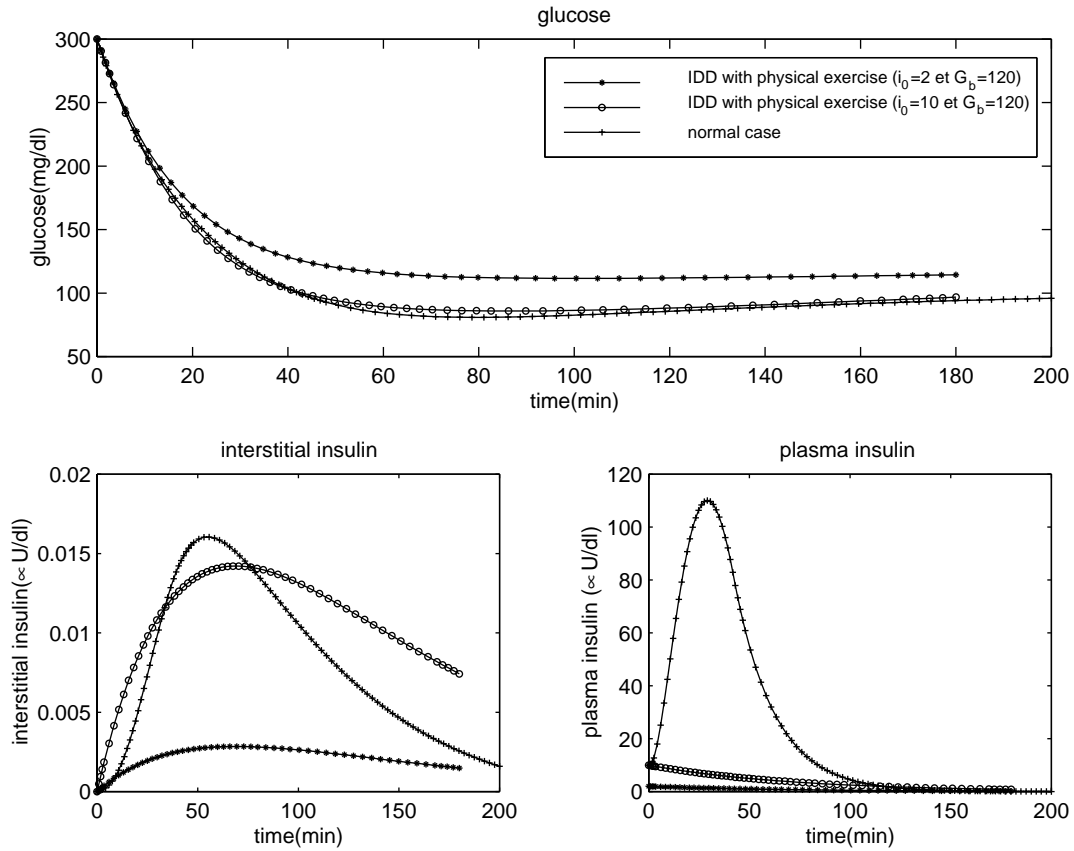 glucose
300
250
200
150
100
50
glucose(mg/dl)
IDD with physical exercise (i0=2 et Gb=120)
IDD with physical exercise (i0=10 et Gb=120)
normal case
0 20 40 60 80 100 120 140 160 180 200
time(min)
interstitial insulin
0.02
0.015
0.01
0.005
0
interstitial insulin(∝ U/dl)
0 50 100 150 200
time(min)
plasma insulin
120
100
80
60
40
20
0
plasma insulin (∝ U/dl)
0 50 100 150 200
time(min)